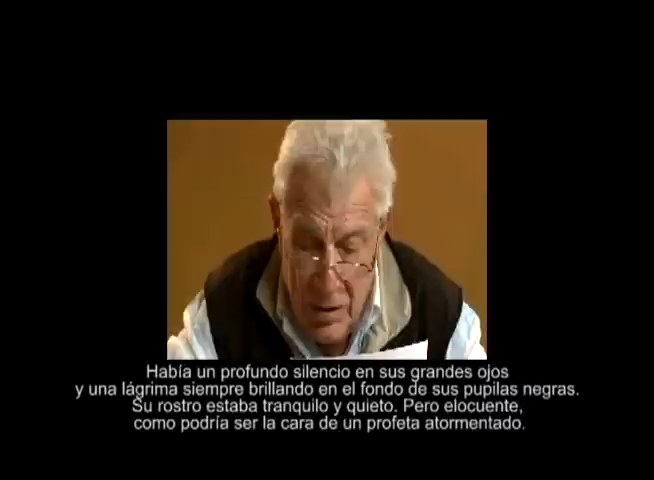 Había un profundo silencio en sus grandes ojos
y una lágrima siempre brillando en el fondo de sus pupilas negras.
Su rostro estaba tranquilo y quieto. Pero elocuente,
como podría ser la cara de un profeta atormentado.